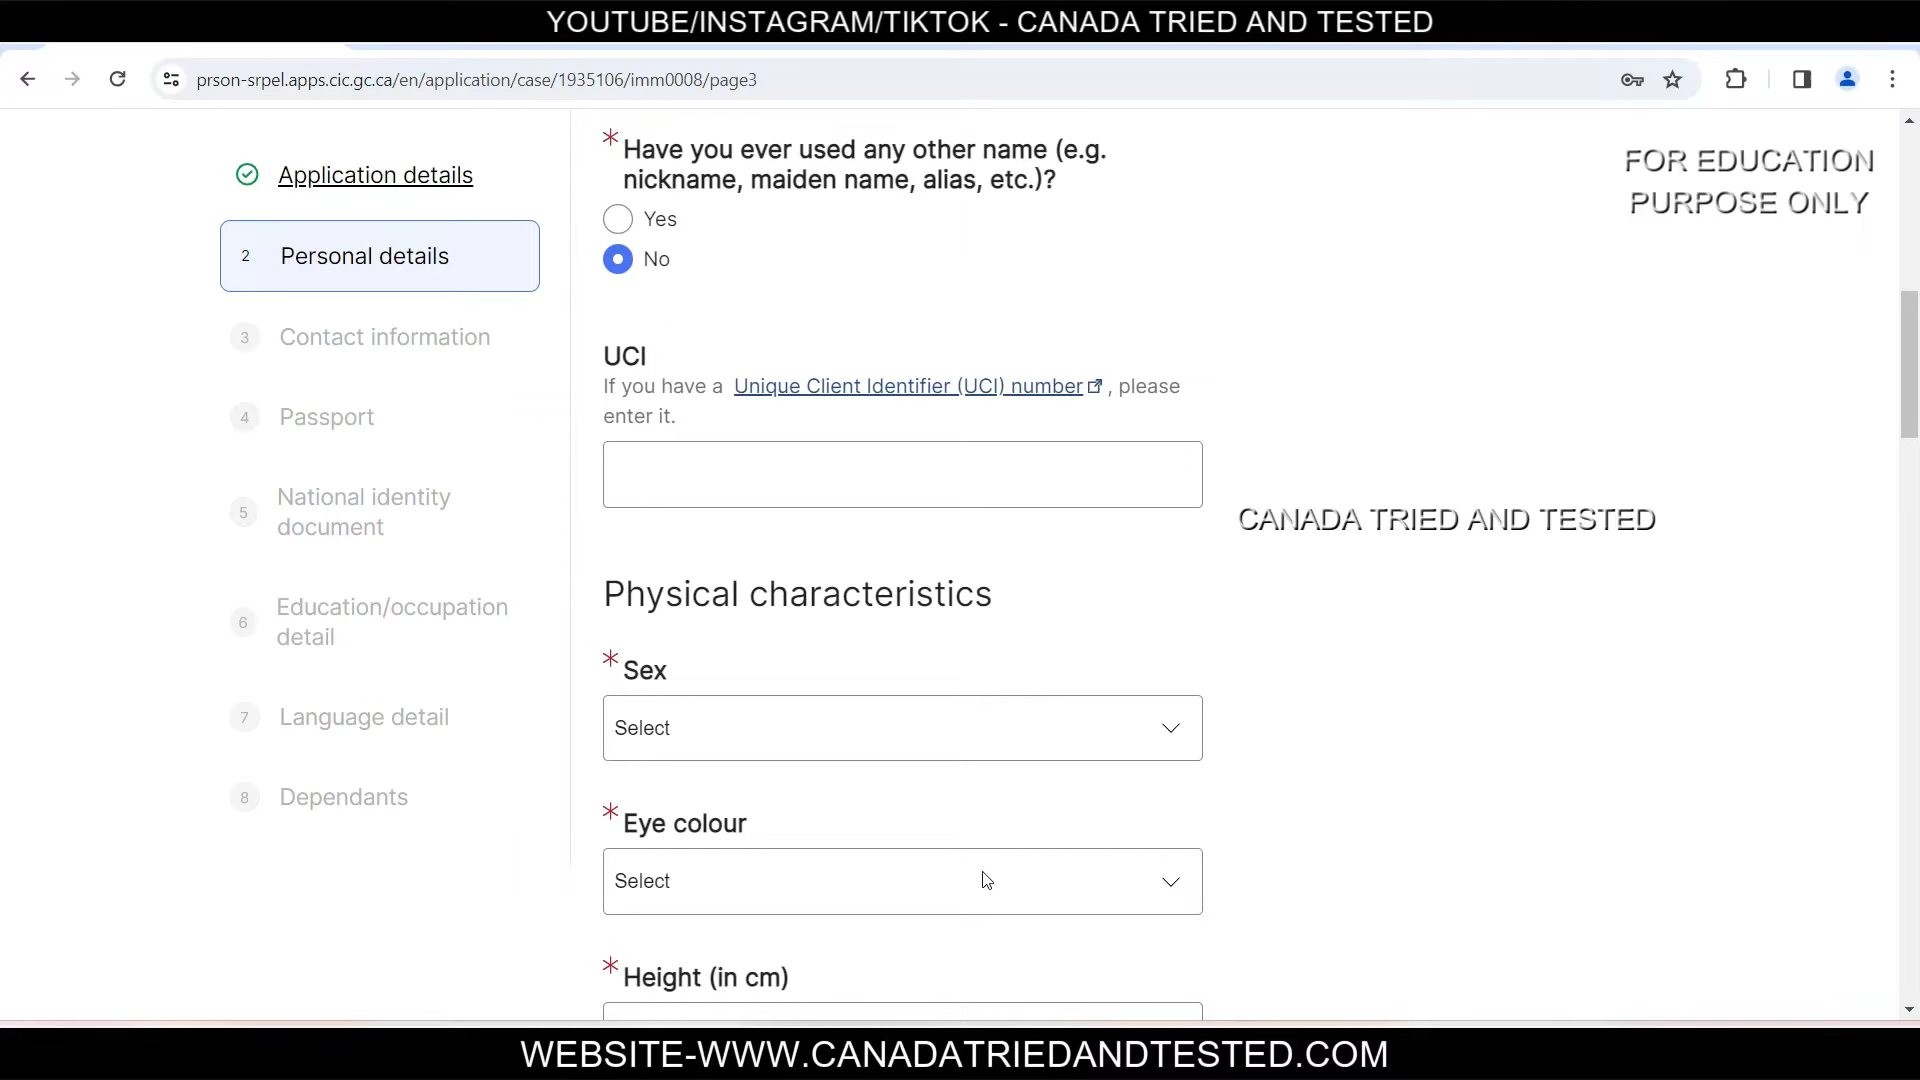 YOUTUBE/INSTAGRAM/TIKTOK - CANADA TRIED AND TESTED
prson-srpel.apps.cic.gc.ca/en/application/case/1935106/imm0008/page3
Application details
2 Personal details
3 Contact information
4 Passport
5 National identity
document
6 Education/occupation
detail
7 Language detail
8 Dependants
* Have you ever used any other name (e.g.
nickname, maiden name, alias, etc.)?
Yes
No
UCI
If you have a Unique Client Identifier (UCI) number , please
enter it.
Physical characteristics
* Sex
Select
* Eye colour
Select
* Height (in cm)
FOR EDUCATION
PURPOSE ONLY
CANADA TRIED AND TESTED
WEBSITE-WWW.CANADATRIEDANDTESTED.COM